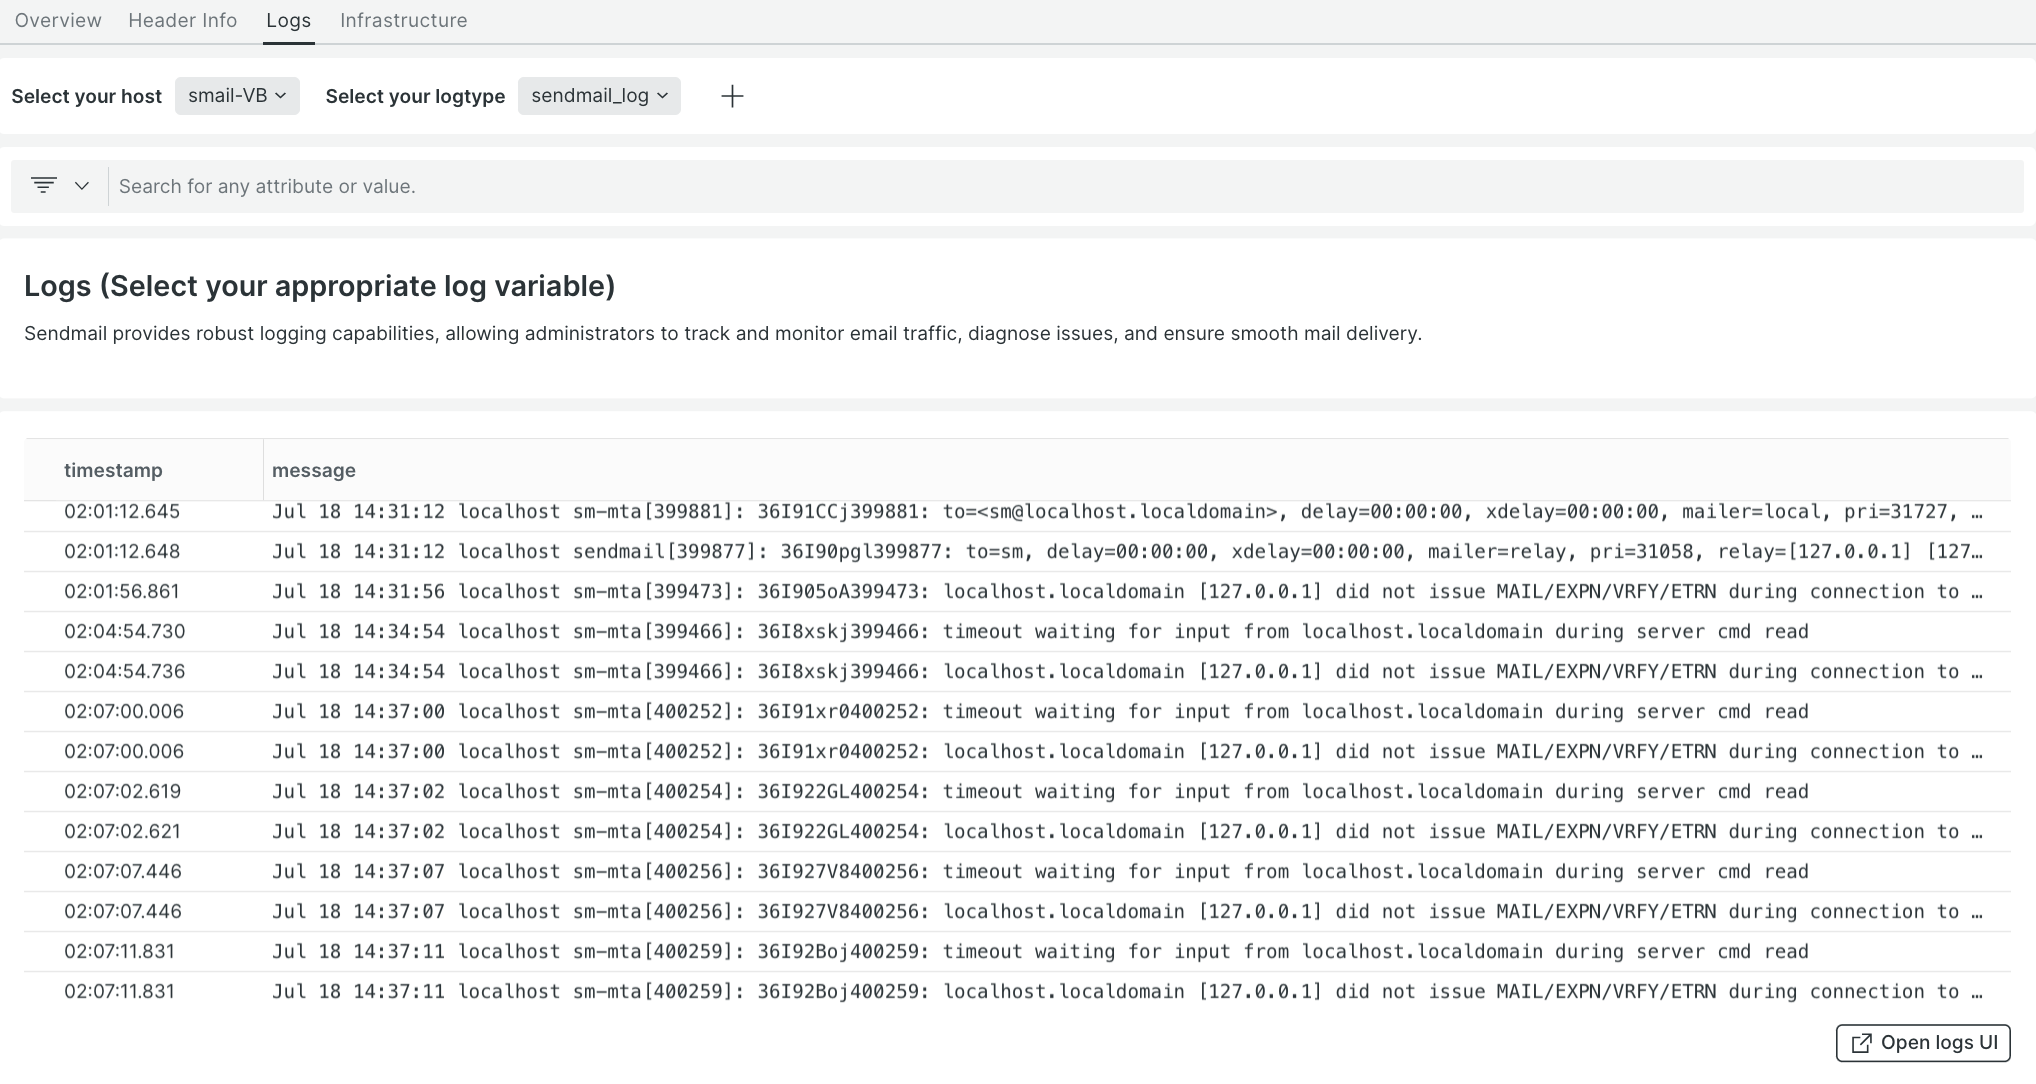 Overview Header Info Logs Infrastructure
Select your host smail-VB Select your logtype sendmail_log
Search for any attribute or value.
Logs (Select your appropriate log variable)
Sendmail provides robust logging capabilities, allowing administrators to track and monitor email traffic, diagnose issues, and ensure smooth mail delivery.
timestamp message
02:01:12.645 Jul 18 14:31:12 localhost sm-mta[399881]: 36I91CCj399881: to=<sm@localhost.localdomain>, delay=00:00:00, xdelay=00:00:00, mailer=local, pri=31727, …
02:01:12.648 Jul 18 14:31:12 localhost sendmail[399877]: 36I90pgl399877: to=sm, delay=00:00:00, xdelay=00:00:00, mailer=relay, pri=31058, relay=[127.0.0.1] [127…
02:01:56.861 Jul 18 14:31:56 localhost sm-mta[399473]: 36I905oA399473: localhost.localdomain [127.0.0.1] did not issue MAIL/EXPN/VRFY/ETRN during connection to …
02:04:54.730 Jul 18 14:34:54 localhost sm-mta[399466]: 36I8xskj399466: timeout waiting for input from localhost.localdomain during server cmd read
02:04:54.736 Jul 18 14:34:54 localhost sm-mta[399466]: 36I8xskj399466: localhost.localdomain [127.0.0.1] did not issue MAIL/EXPN/VRFY/ETRN during connection to …
02:07:00.006 Jul 18 14:37:00 localhost sm-mta[400252]: 36I91xr0400252: timeout waiting for input from localhost.localdomain during server cmd read
02:07:00.006 Jul 18 14:37:00 localhost sm-mta[400252]: 36I91xr0400252: localhost.localdomain [127.0.0.1] did not issue MAIL/EXPN/VRFY/ETRN during connection to …
02:07:02.619 Jul 18 14:37:02 localhost sm-mta[400254]: 36I922GL400254: timeout waiting for input from localhost.localdomain during server cmd read
02:07:02.621 Jul 18 14:37:02 localhost sm-mta[400254]: 36I922GL400254: localhost.localdomain [127.0.0.1] did not issue MAIL/EXPN/VRFY/ETRN during connection to …
02:07:07.446 Jul 18 14:37:07 localhost sm-mta[400256]: 36I927V8400256: timeout waiting for input from localhost.localdomain during server cmd read
02:07:07.446 Jul 18 14:37:07 localhost sm-mta[400256]: 36I927V8400256: localhost.localdomain [127.0.0.1] did not issue MAIL/EXPN/VRFY/ETRN during connection to …
02:07:11.831 Jul 18 14:37:11 localhost sm-mta[400259]: 36I92Boj400259: timeout waiting for input from localhost.localdomain during server cmd read
02:07:11.831 Jul 18 14:37:11 localhost sm-mta[400259]: 36I92Boj400259: localhost.localdomain [127.0.0.1] did not issue MAIL/EXPN/VRFY/ETRN during connection to …
Open logs UI